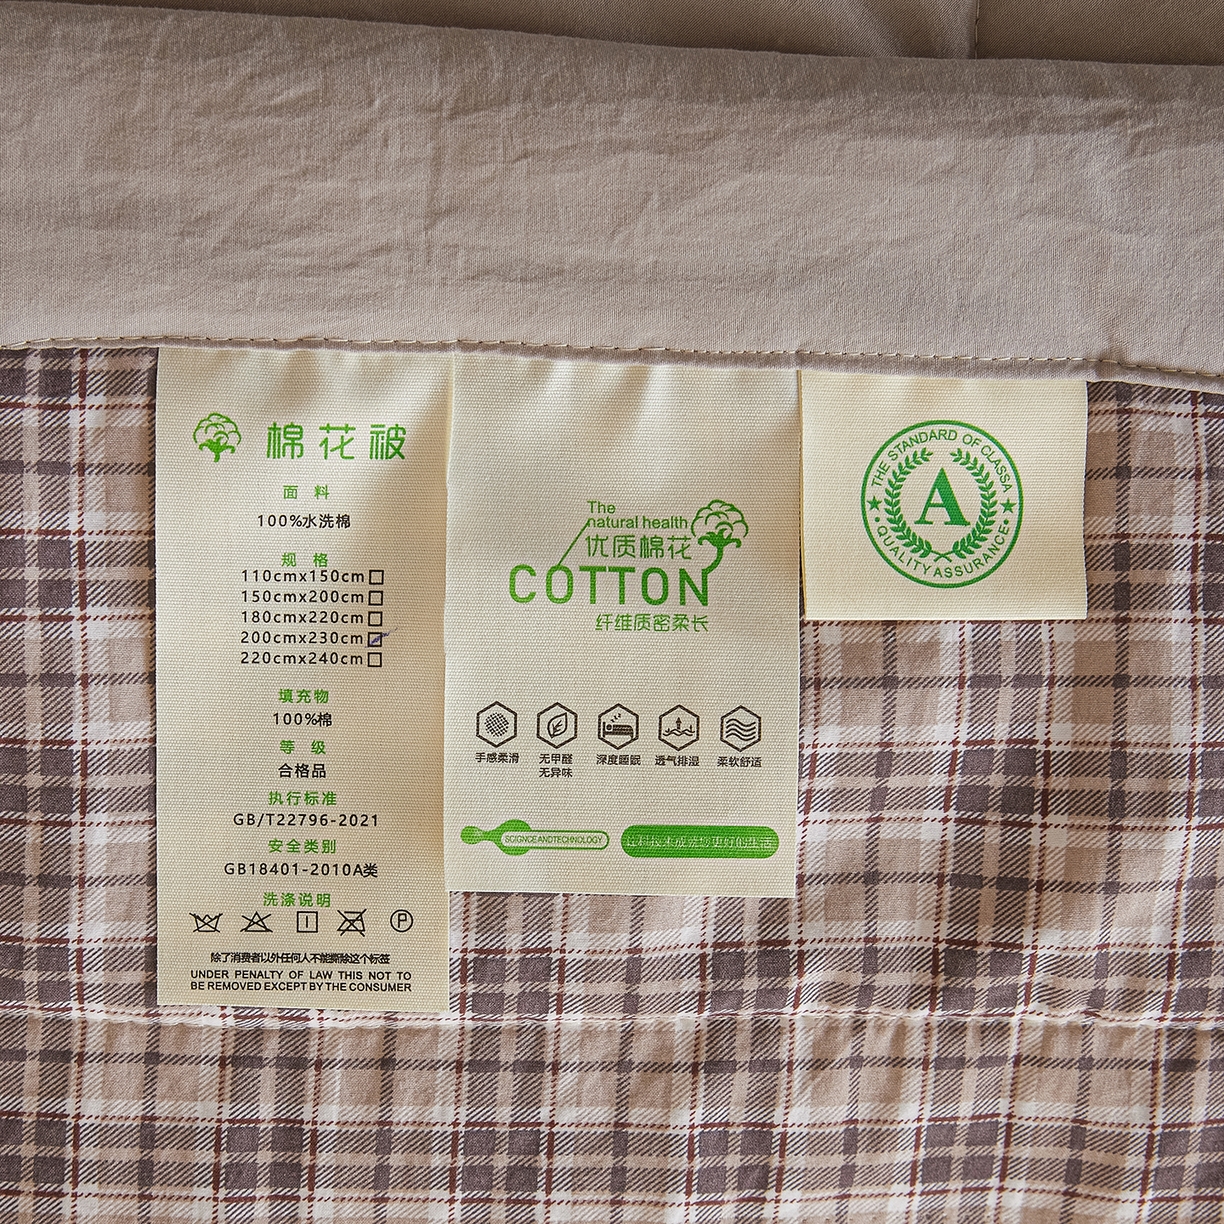 棉花被
面 料
100%水洗棉
规 格
110cmx150cm
150cmx200cm
180cmx220cm
200cmx230cm
220cmx240cm
填充物
100%棉
等 级
合格品
执行标准
GB/T22796-2021
安全类别
GB18401-2010A类
洗涤说明
P
除了消费者以外任何人不能撕除这个标签
UNDER PENALTY OF LAW THIS NOT TO
BE REMOVED EXCEPT BY THE CONSUMER
The
natural health
优质棉花
COTTON
纤维质密柔长
手感柔滑
无甲醛
无异味
深度睡眠
透气排湿
柔软舒适
SCIGNCEANDTECHNOLOGY
THE STANDARD OF CLASSA
A
QUALITY ASSURANCE